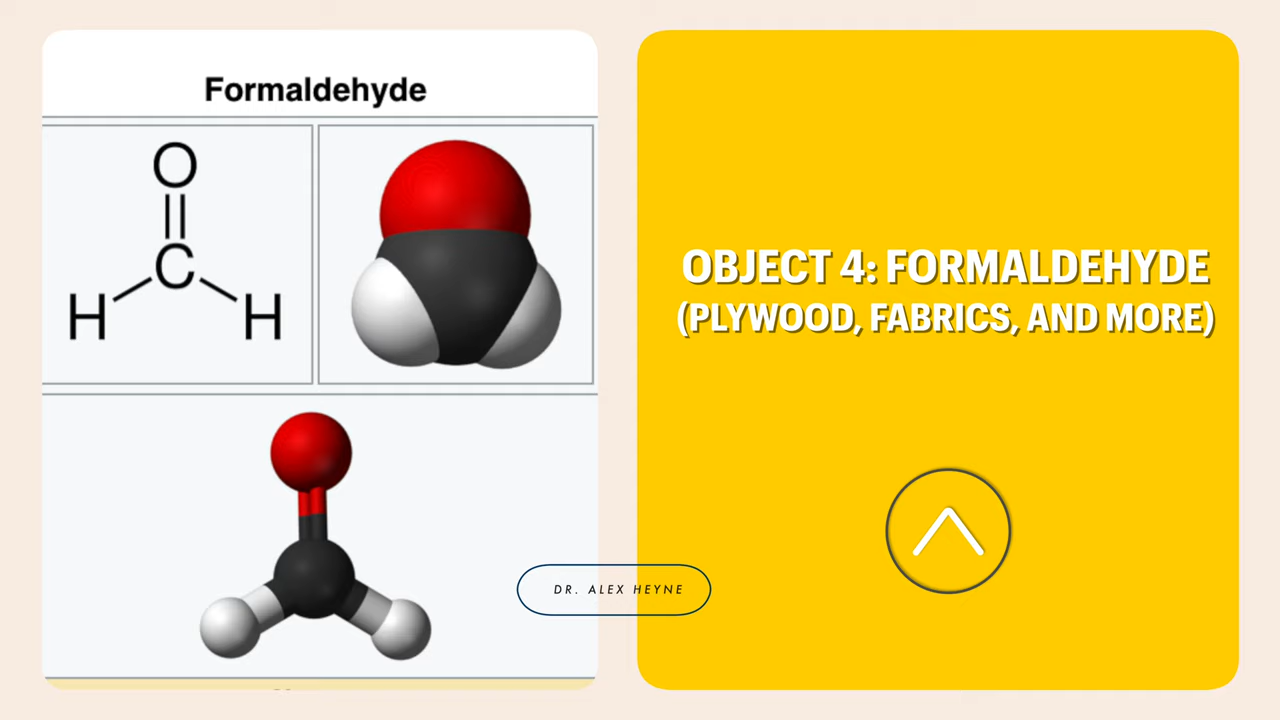 Formaldehyde
O
C
H H
OBJECT 4: FORMALDEHYDE
(PLYWOOD, FABRICS, AND MORE)
DR. ALEX HEYNE